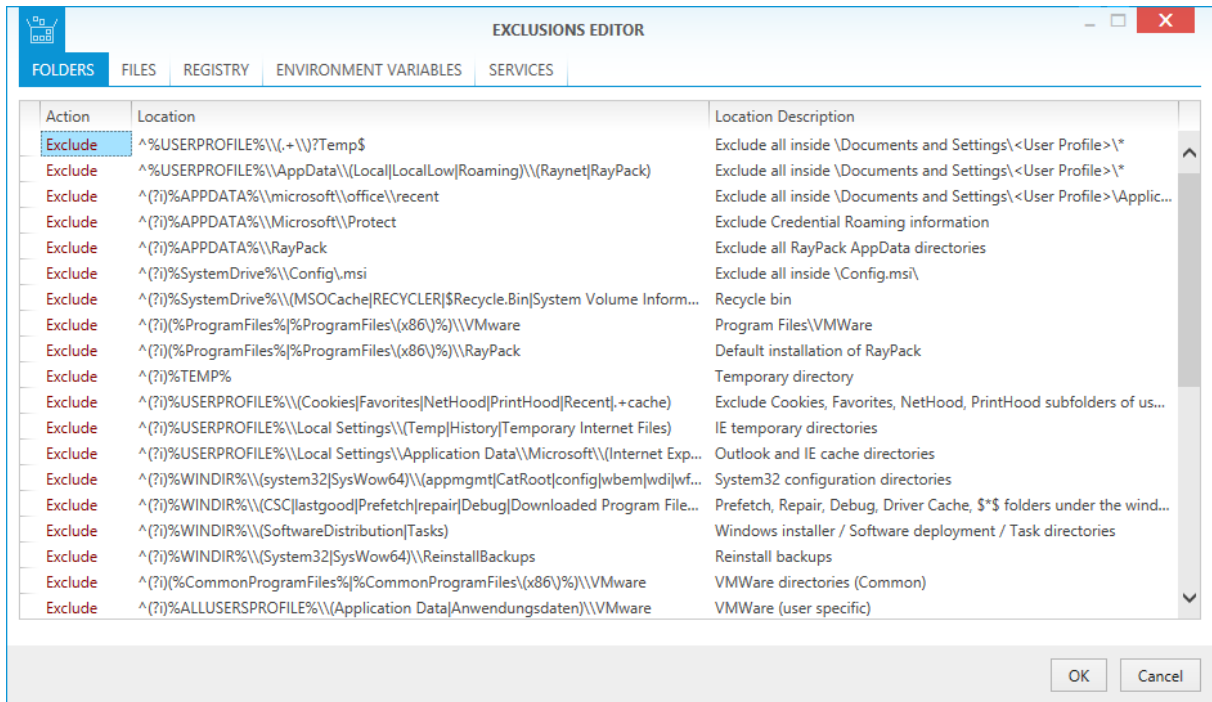 EXCLUSIONS EDITOR
FOLDERS FILES REGISTRY ENVIRONMENT VARIABLES SERVICES
Action Location Location Description
Exclude ^%USERPROFILE%\\(.+\\)?Temp$ Exclude all inside \Documents and Settings\<User Profile>\*
Exclude ^%USERPROFILE%\\AppData\\(Local|LocalLow|Roaming)\\(Raynet|RayPack) Exclude all inside \Documents and Settings\<User Profile>\*
Exclude ^(?i)%APPDATA%\\microsoft\\office\\recent Exclude all inside \Documents and Settings\<User Profile>\Applic...
Exclude ^(?i)%APPDATA%\\Microsoft\\Protect Exclude Credential Roaming information
Exclude ^(?i)%APPDATA%\\RayPack Exclude all RayPack AppData directories
Exclude ^(?i)%SystemDrive%\\Config\.msi Exclude all inside \Config.msi\
Exclude ^(?i)%SystemDrive%\\(MSOCache|RECYCLER|$Recycle.Bin|System Volume Inform... Recycle bin
Exclude ^(?i)(%ProgramFiles%|%ProgramFiles\(x86\)%)\\VMware Program Files\VMWare
Exclude ^(?i)(%ProgramFiles%|%ProgramFiles\(x86\)%)\\RayPack Default installation of RayPack
Exclude ^(?i)%TEMP% Temporary directory
Exclude ^(?i)%USERPROFILE%\\(Cookies|Favorites|NetHood|PrintHood|Recent|.+cache) Exclude Cookies, Favorites, NetHood, PrintHood subfolders of us...
Exclude ^(?i)%USERPROFILE%\\Local Settings\\(Temp|History|Temporary Internet Files) IE temporary directories
Exclude ^(?i)%USERPROFILE%\\Local Settings\\Application Data\\Microsoft\\(Internet Exp... Outlook and IE cache directories
Exclude ^(?i)%WINDIR%\\(system32|SysWow64)\\(appmgmt|CatRoot|config|wbem|wdi|wf... System32 configuration directories
Exclude ^(?i)%WINDIR%\\(CSC|lastgood|Prefetch|repair|Debug|Downloaded Program File... Prefetch, Repair, Debug, Driver Cache, $*$ folders under the wind...
Exclude ^(?i)%WINDIR%\\(SoftwareDistribution|Tasks) Windows installer / Software deployment / Task directories
Exclude ^(?i)%WINDIR%\\(System32|SysWow64)\\ReinstallBackups Reinstall backups
Exclude ^(?i)(%CommonProgramFiles%|%CommonProgramFiles\(x86\)%)\\VMware VMWare directories (Common)
Exclude ^(?i)%ALLUSERSPROFILE%\\(Application Data|Anwendungsdaten)\\VMware VMWare (user specific)
OK Cancel